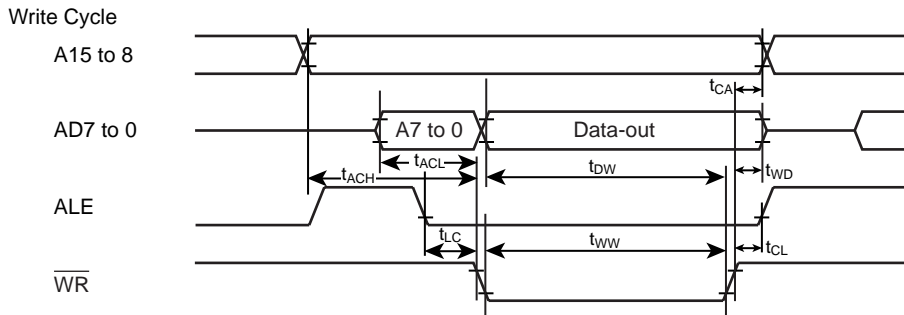 Write Cycle
A15 to 8
tCA
AD7 to 0
A7 to 0
Data-out
tACL
tACH
tDW
tWD
ALE
tLC
tWW
tCL
WR